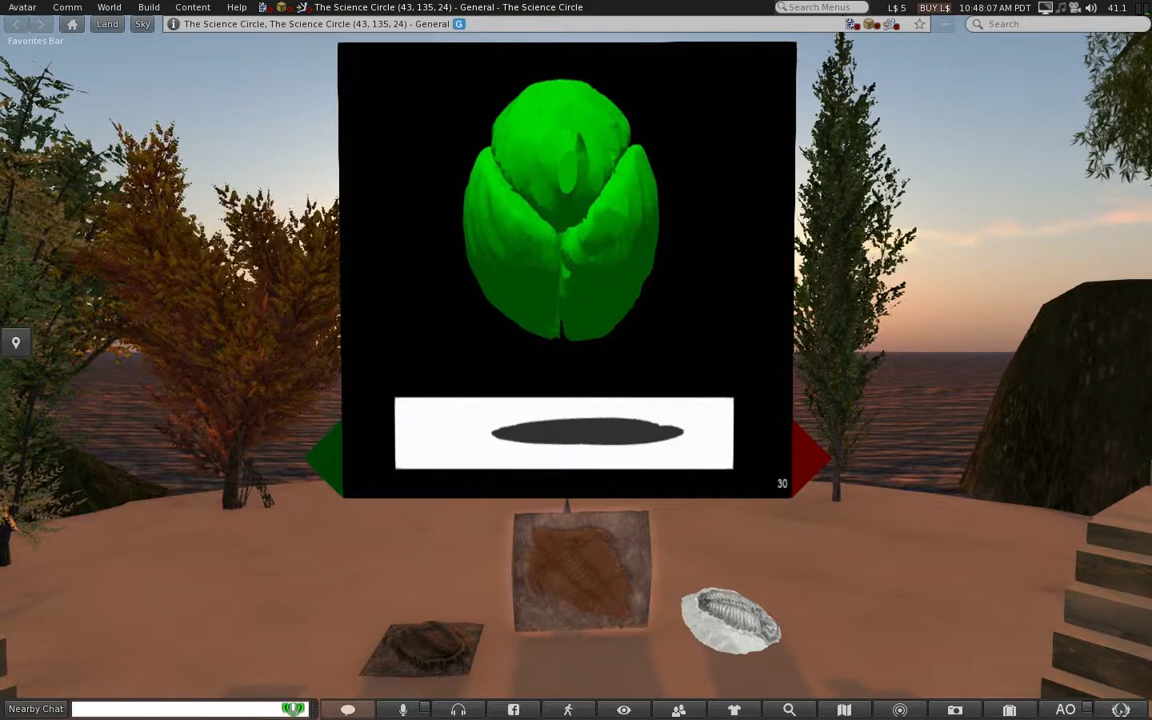 Avatar Comm World Build Content Help The Science Circle (43, 135, 24) - General - The Science Circle Search Menus L$ 5 BUY L$ 10:48:07 AM PDT 41.1
Land Sky The Science Circle, The Science Circle (43, 135, 24) - General G Search
Favorites Bar
30
Nearby Chat AO